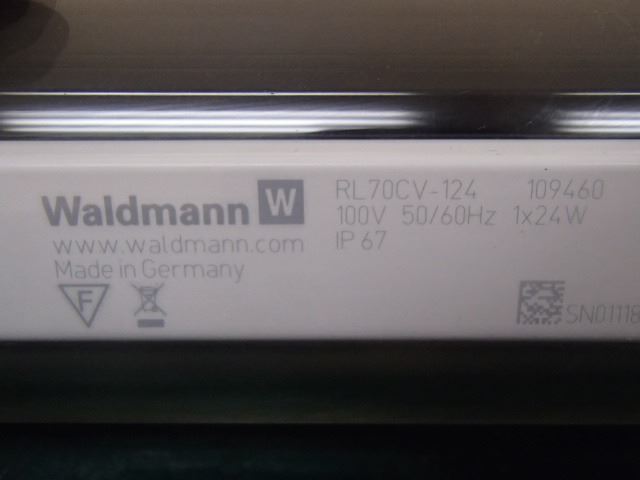 Waldmann W
www.waldmann.com
Made in Germany
F
RL70CV-124 109460
100V 50/60Hz 1x24W
IP 67
SN01118